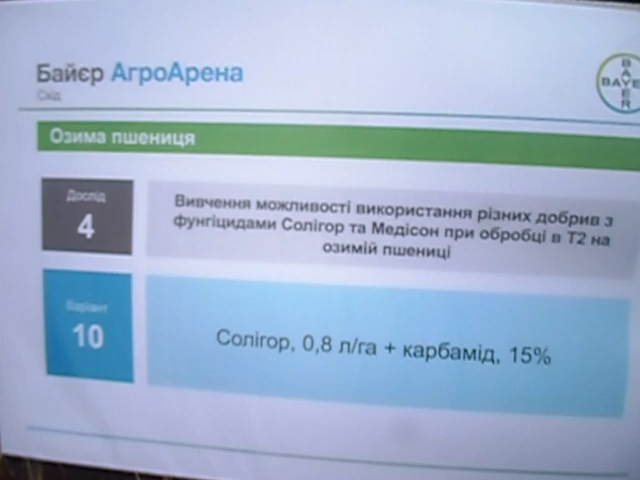 Байєр АгроАрена
Схід
BAYER
BAYE
Озима пшениця
Дослід
4
Вивчення можливості використання різних добрив з
фунгіцидами Солігор та Медісон при обробці в Т2 на
озимій пшениці
Варіант
10
Солігор, 0,8 л/га + карбамід, 15%